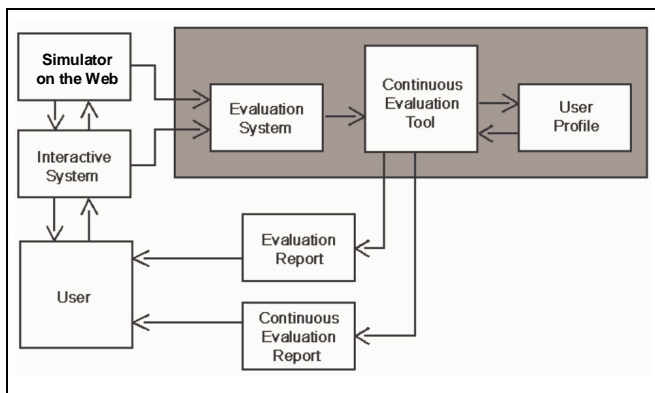 Simulator
on the Web
Evaluation
System
Continuous
Evaluation
Tool
User
Profile
Interactive
System
User
Evaluation
Report
Continuous
Evaluation
Report